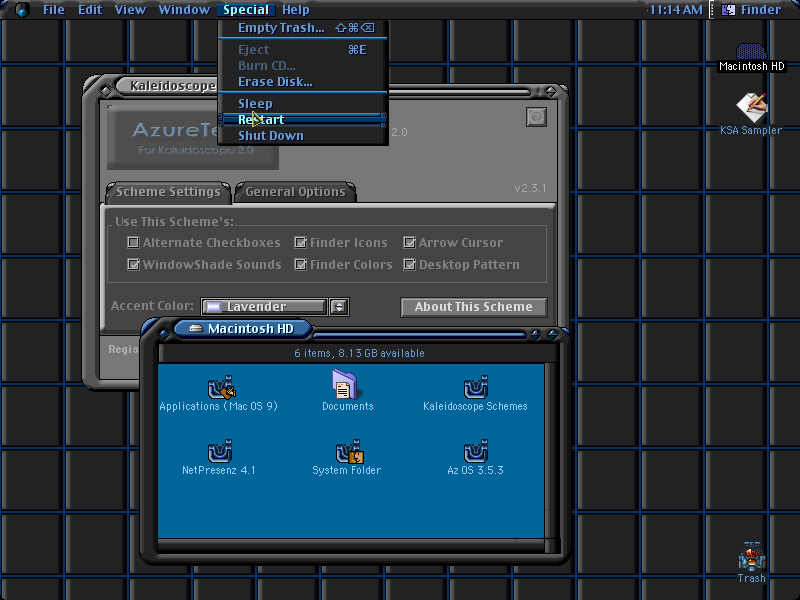 File Edit View Window Special Help 11:14 AM Finder
Empty Trash... ⇧⌘⌫
Eject ⌘E
Burn CD...
Erase Disk...
Sleep
Restart
Shut Down
Macintosh HD
KSA Sampler
Kaleidoscope
AzureTe
For Kaleidoscope 2.0
2.0
Scheme Settings
General Options
v2.3.1
Use This Scheme's:
Alternate Checkboxes
Finder Icons
Arrow Cursor
WindowShade Sounds
Finder Colors
Desktop Pattern
Accent Color: Lavender
About This Scheme
Regis
Macintosh HD
6 items, 8.13 GB available
Applications (Mac OS 9)
Documents
Kaleidoscope Schemes
NetPresenz 4.1
System Folder
Az OS 3.5.3
Trash